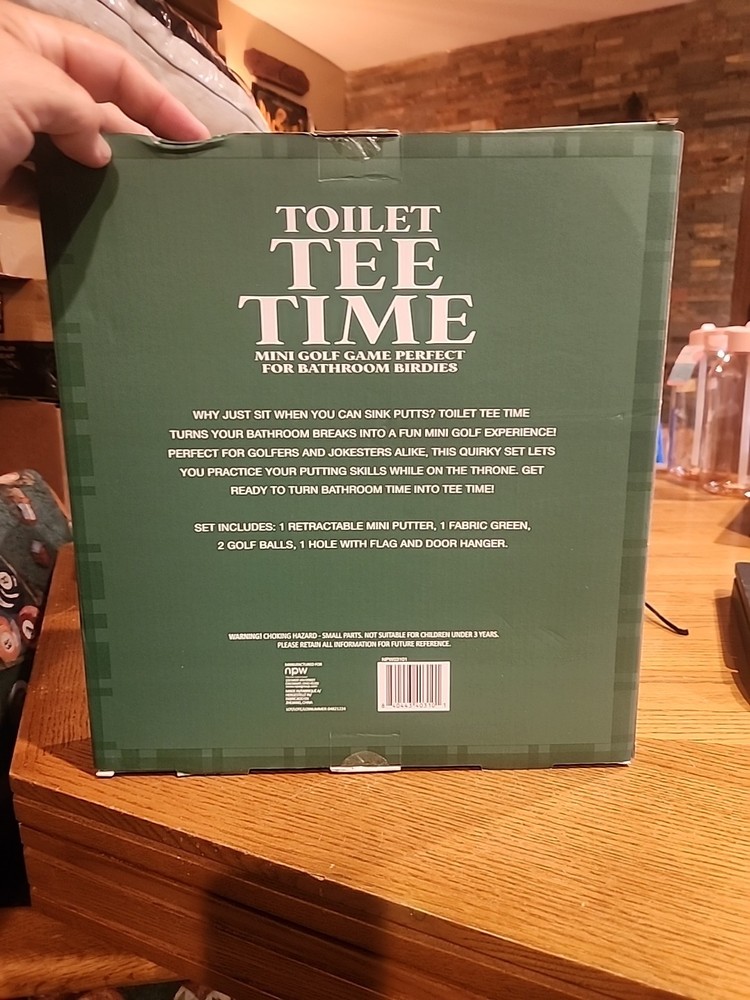 TOILET
TEE
TIME
MINI GOLF GAME PERFECT
FOR BATHROOM BIRDIES
WHY JUST SIT WHEN YOU CAN SINK PUTTS? TOILET TEE TIME
TURNS YOUR BATHROOM BREAKS INTO A FUN MINI GOLF EXPERIENCE!
PERFECT FOR GOLFERS AND JOKESTERS ALIKE, THIS QUIRKY SET LETS
YOU PRACTICE YOUR PUTTING SKILLS WHILE ON THE THRONE. GET
READY TO TURN BATHROOM TIME INTO TEE TIME!
SET INCLUDES: 1 RETRACTABLE MINI PUTTER, 1 FABRIC GREEN,
2 GOLF BALLS, 1 HOLE WITH FLAG AND DOOR HANGER.
WARNING! CHOKING HAZARD - SMALL PARTS. NOT SUITABLE FOR CHILDREN UNDER 3 YEARS.
PLEASE RETAIN ALL INFORMATION FOR FUTURE REFERENCE.
MANUFACTURED FOR
npw
ZHEJIANG, CHINA